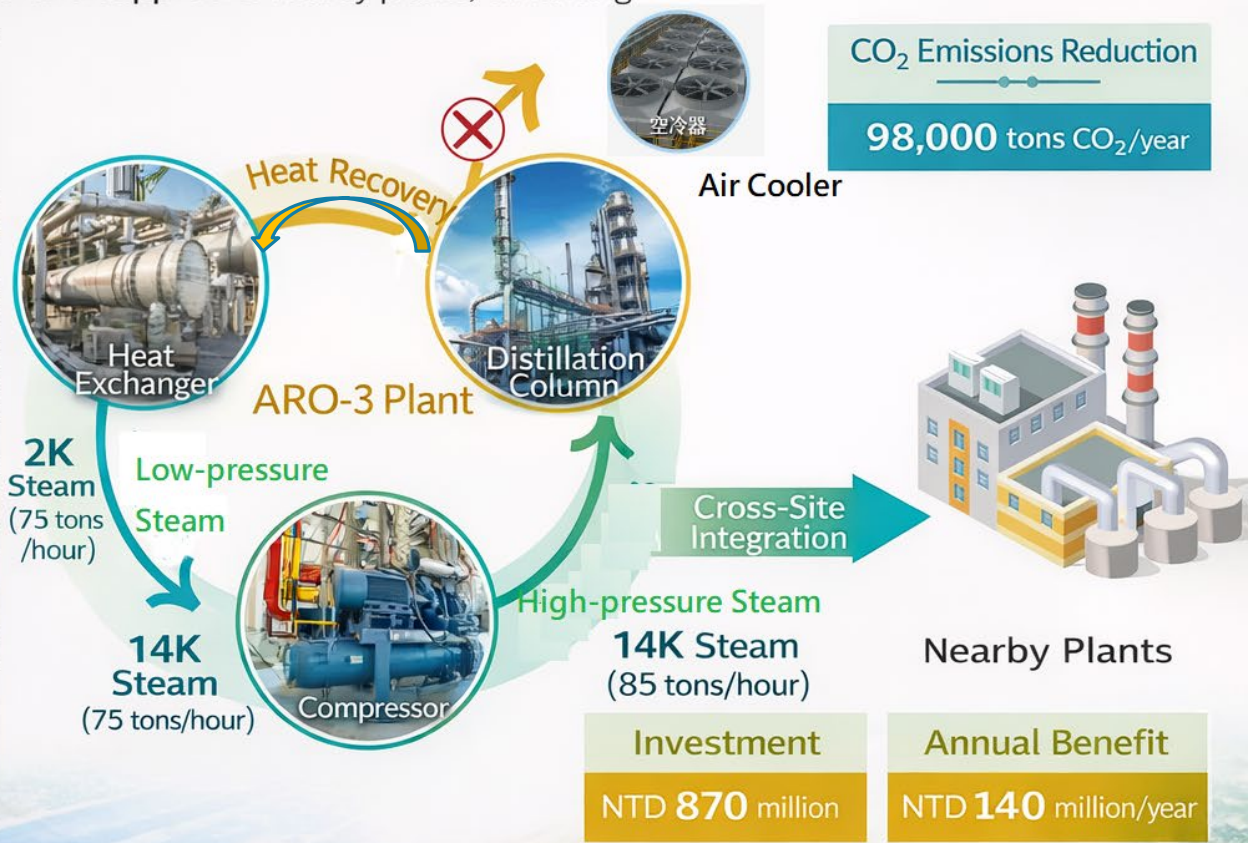 CO₂ Emissions Reduction
98,000 tons CO₂/year
空冷器
Air Cooler
Heat Recovery
Heat
Exchanger
Distillation
Column
ARO-3 Plant
2K
Steam
(75 tons
/hour)
Low-pressure
Steam
Cross-Site
Integration
High-pressure Steam
14K
Steam
(75 tons/hour)
Compressor
14K Steam
(85 tons/hour)
Nearby Plants
Investment
NTD 870 million
Annual Benefit
NTD 140 million/year